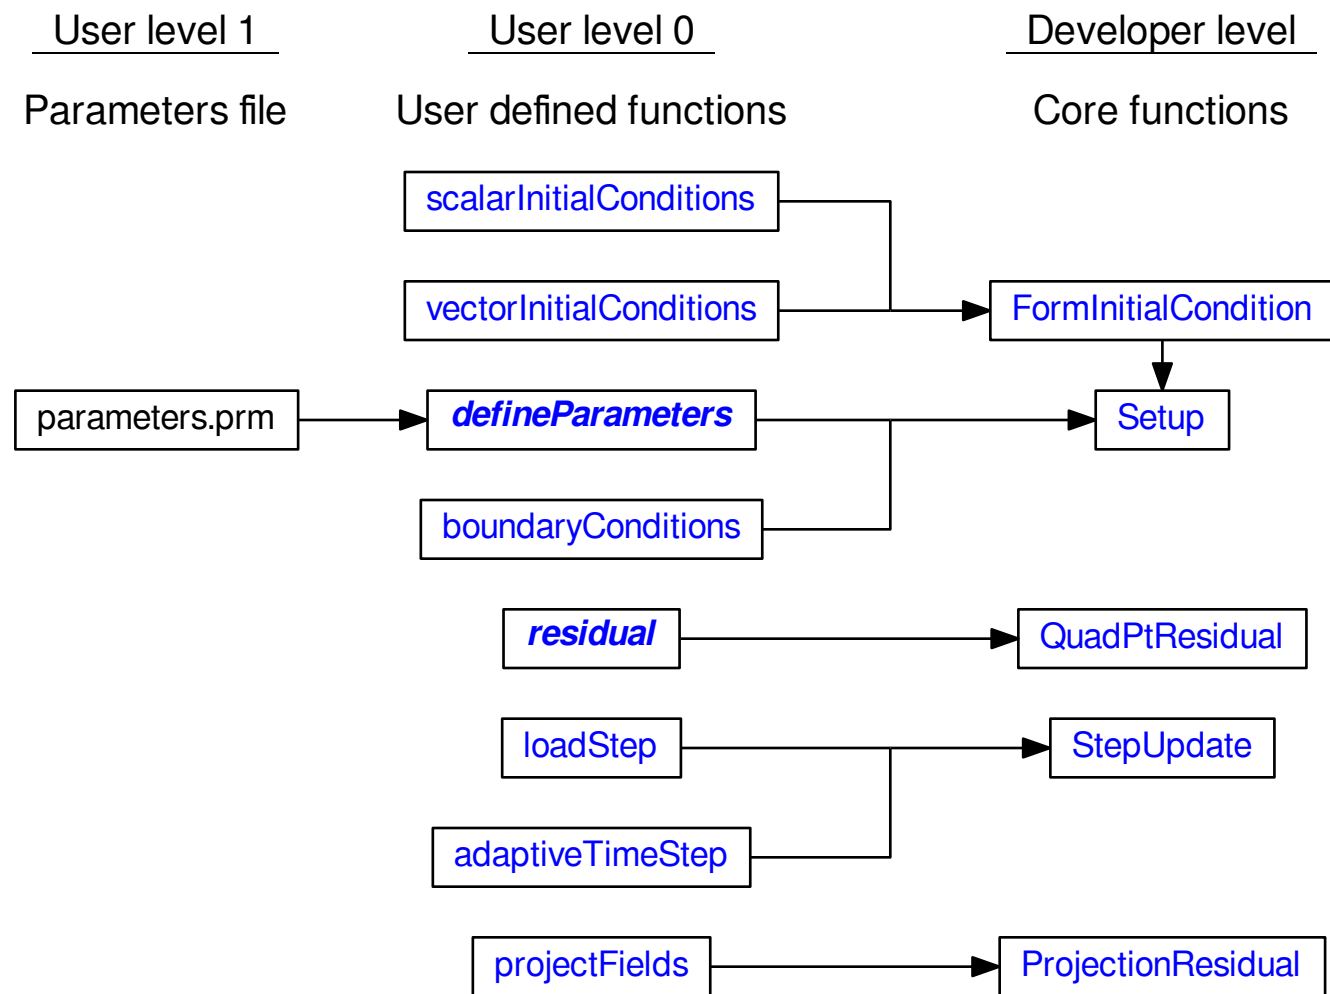 User level 1
User level 0
Developer level
Parameters file
User defined functions
Core functions
scalarInitialConditions
vectorInitialConditions
FormInitialCondition
parameters.prm
defineParameters
Setup
boundaryConditions
residual
QuadPtResidual
loadStep
StepUpdate
adaptiveTimeStep
projectFields
ProjectionResidual